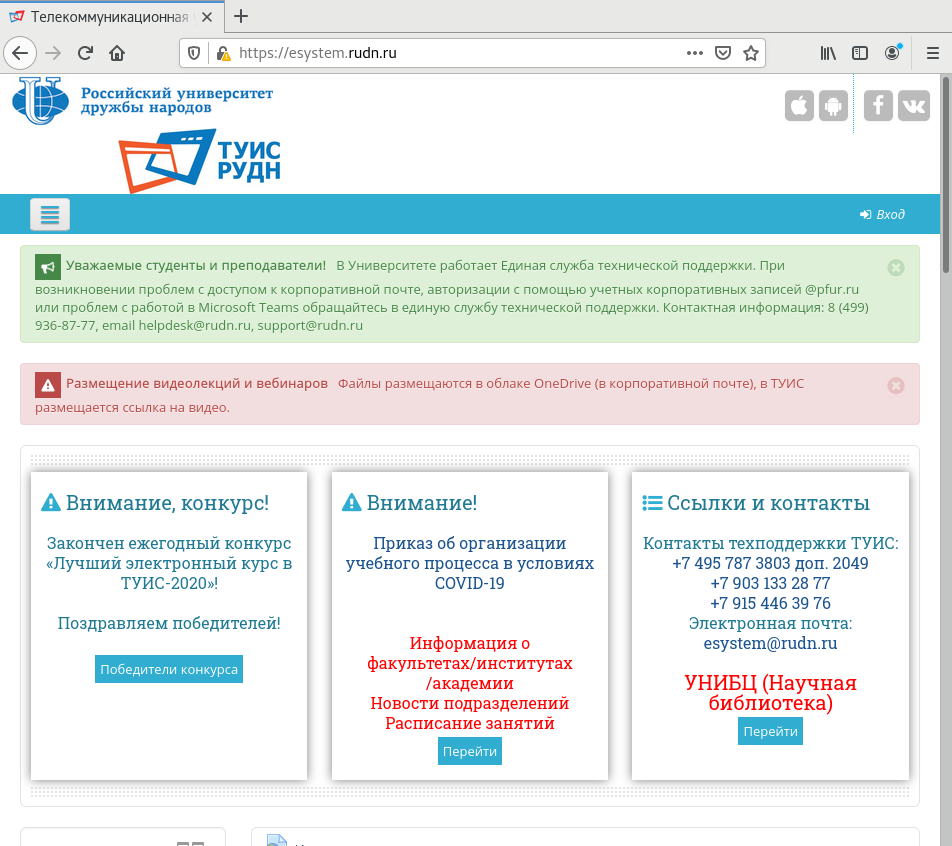 Телекоммуникационная
https://esystem.rudn.ru
Российский университет
дружбы народов
ТУИС
РУДН
Вход
Уважаемые студенты и преподаватели! В Университете работает Единая служба технической поддержки. При
возникновении проблем с доступом к корпоративной почте, авторизации с помощью учетных корпоративных записей @pfur.ru
или проблем с работой в Microsoft Teams обращайтесь в единую службу технической поддержки. Контактная информация: 8 (499)
936-87-77, email helpdesk@rudn.ru, support@rudn.ru
Размещение видеолекций и вебинаров Файлы размещаются в облаке OneDrive (в корпоративной почте), в ТУИС
размещается ссылка на видео.
Внимание, конкурс!
Закончен ежегодный конкурс
«Лучший электронный курс в
ТУИС-2020»!
Поздравляем победителей!
Победители конкурса
Внимание!
Приказ об организации
учебного процесса в условиях
COVID-19
Информация о
факультетах/институтах
/академии
Новости подразделений
Расписание занятий
Перейти
Ссылки и контакты
Контакты техподдержки ТУИС:
+7 495 787 3803 доп. 2049
+7 903 133 28 77
+7 915 446 39 76
Электронная почта:
esystem@rudn.ru
УНИБЦ (Научная
библиотека)
Перейти